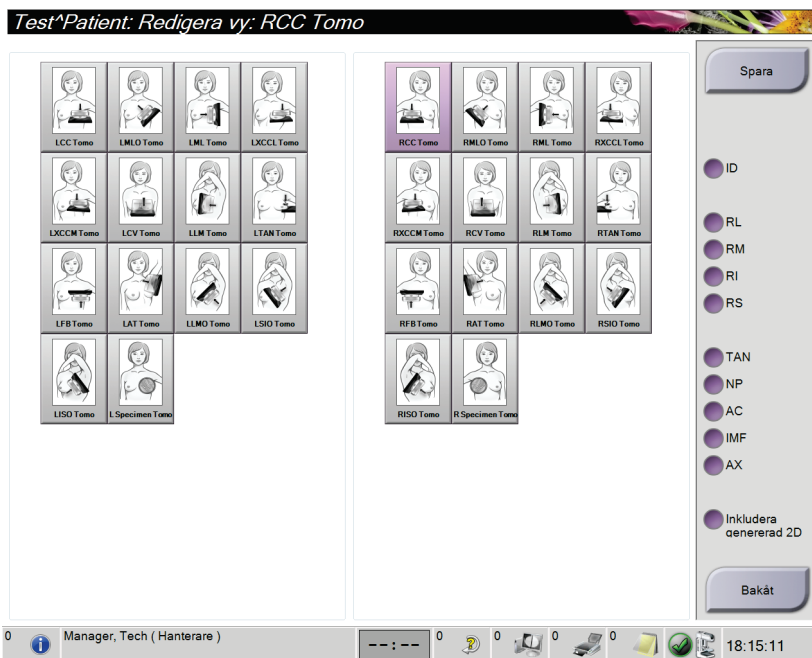 Test^Patient: Redigera vy: RCC Tomo
LCC Tomo
LMLO Tomo
LML Tomo
LXCCL Tomo
LXCCM Tomo
LCV Tomo
LLM Tomo
LTAN Tomo
LFB Tomo
LAT Tomo
LLMO Tomo
LSIO Tomo
LISO Tomo
L Specimen Tomo
RCC Tomo
RMLO Tomo
RML Tomo
RXCCL Tomo
RXCCM Tomo
RCV Tomo
RLM Tomo
RTAN Tomo
RFB Tomo
RAT Tomo
RLMO Tomo
RSIO Tomo
RISO Tomo
R Specimen Tomo
Spara
ID
RL
RM
RI
RS
TAN
NP
AC
IMF
AX
Inkludera
genererad 2D
Bakåt
0
Manager, Tech ( Hanterare )
--:--
0
0
0
0
18:15:11